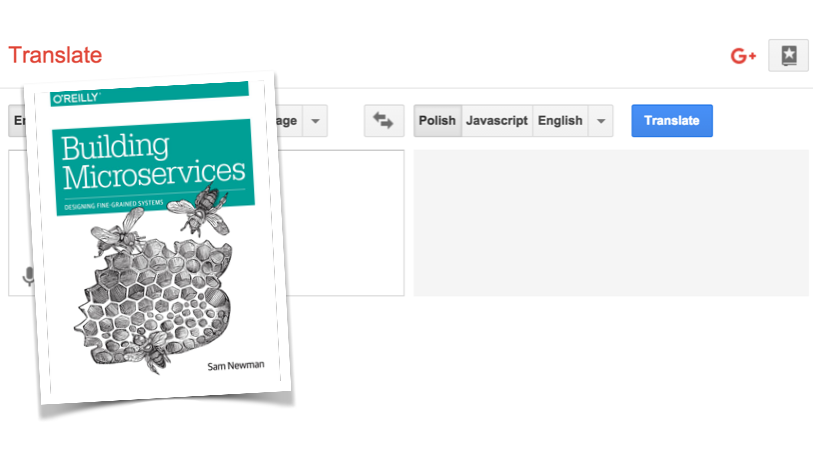 Translate
G+
O'REILLY
En
age
Polish
Javascript
English
Translate
Building
Microservices
DESIGNING FINE-GRAINED SYSTEMS
Sam Newman